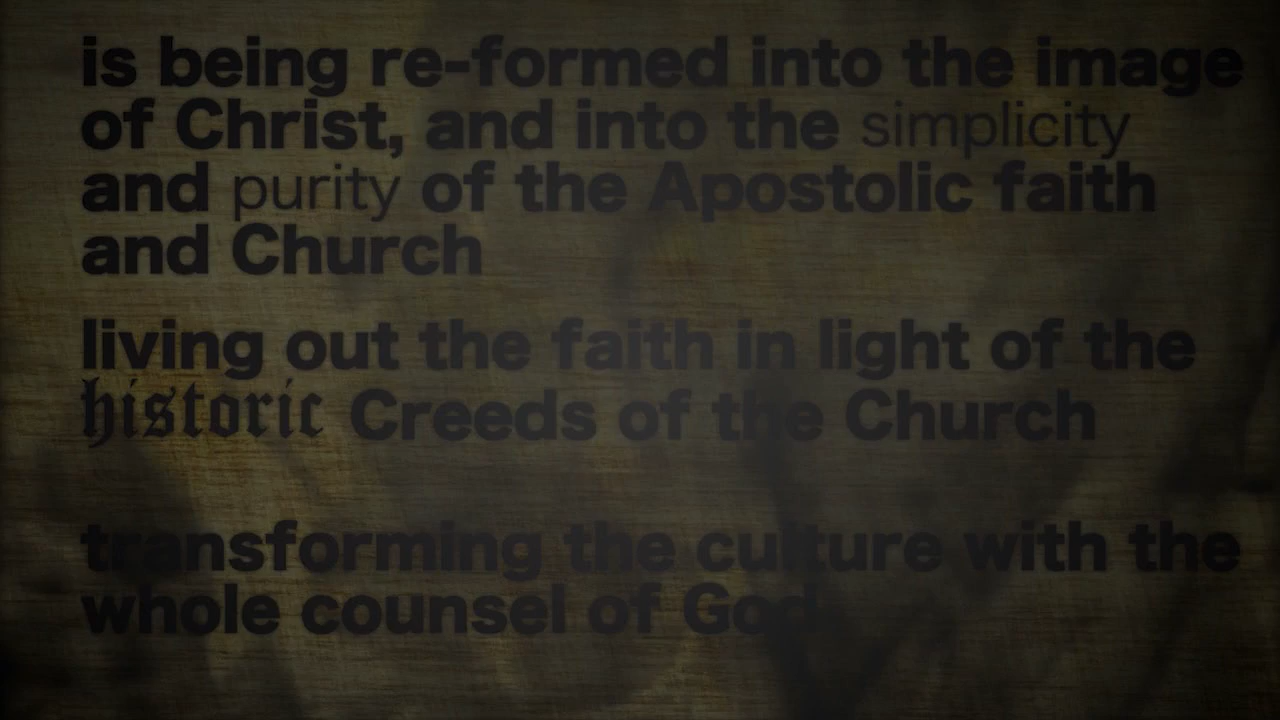 is being re-formed into the image
of Christ, and into the simplicity
and purity of the Apostolic faith
and Church
living out the faith in light of the
historic Creeds of the Church
transforming the culture with the
whole counsel of God